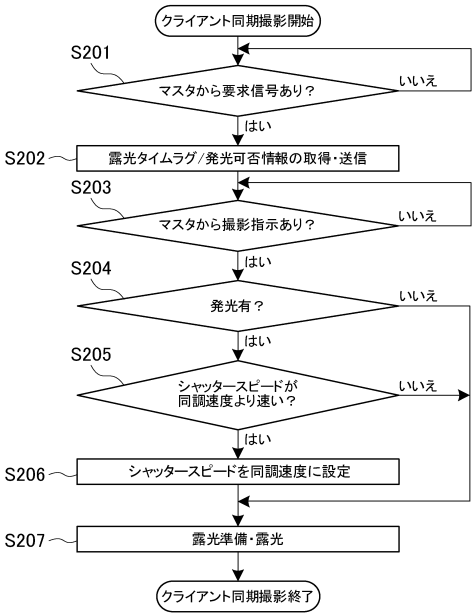 クライアント同期撮影開始
S201
マスタから要求信号あり？
いいえ
はい
S202
露光タイムラグ/発光可否情報の取得・送信
S203
マスタから撮影指示あり？
いいえ
はい
S204
発光有？
いいえ
はい
S205
シャッタースピードが
同調速度より速い？
いいえ
はい
S206
シャッタースピードを同調速度に設定
S207
露光準備・露光
クライアント同期撮影終了